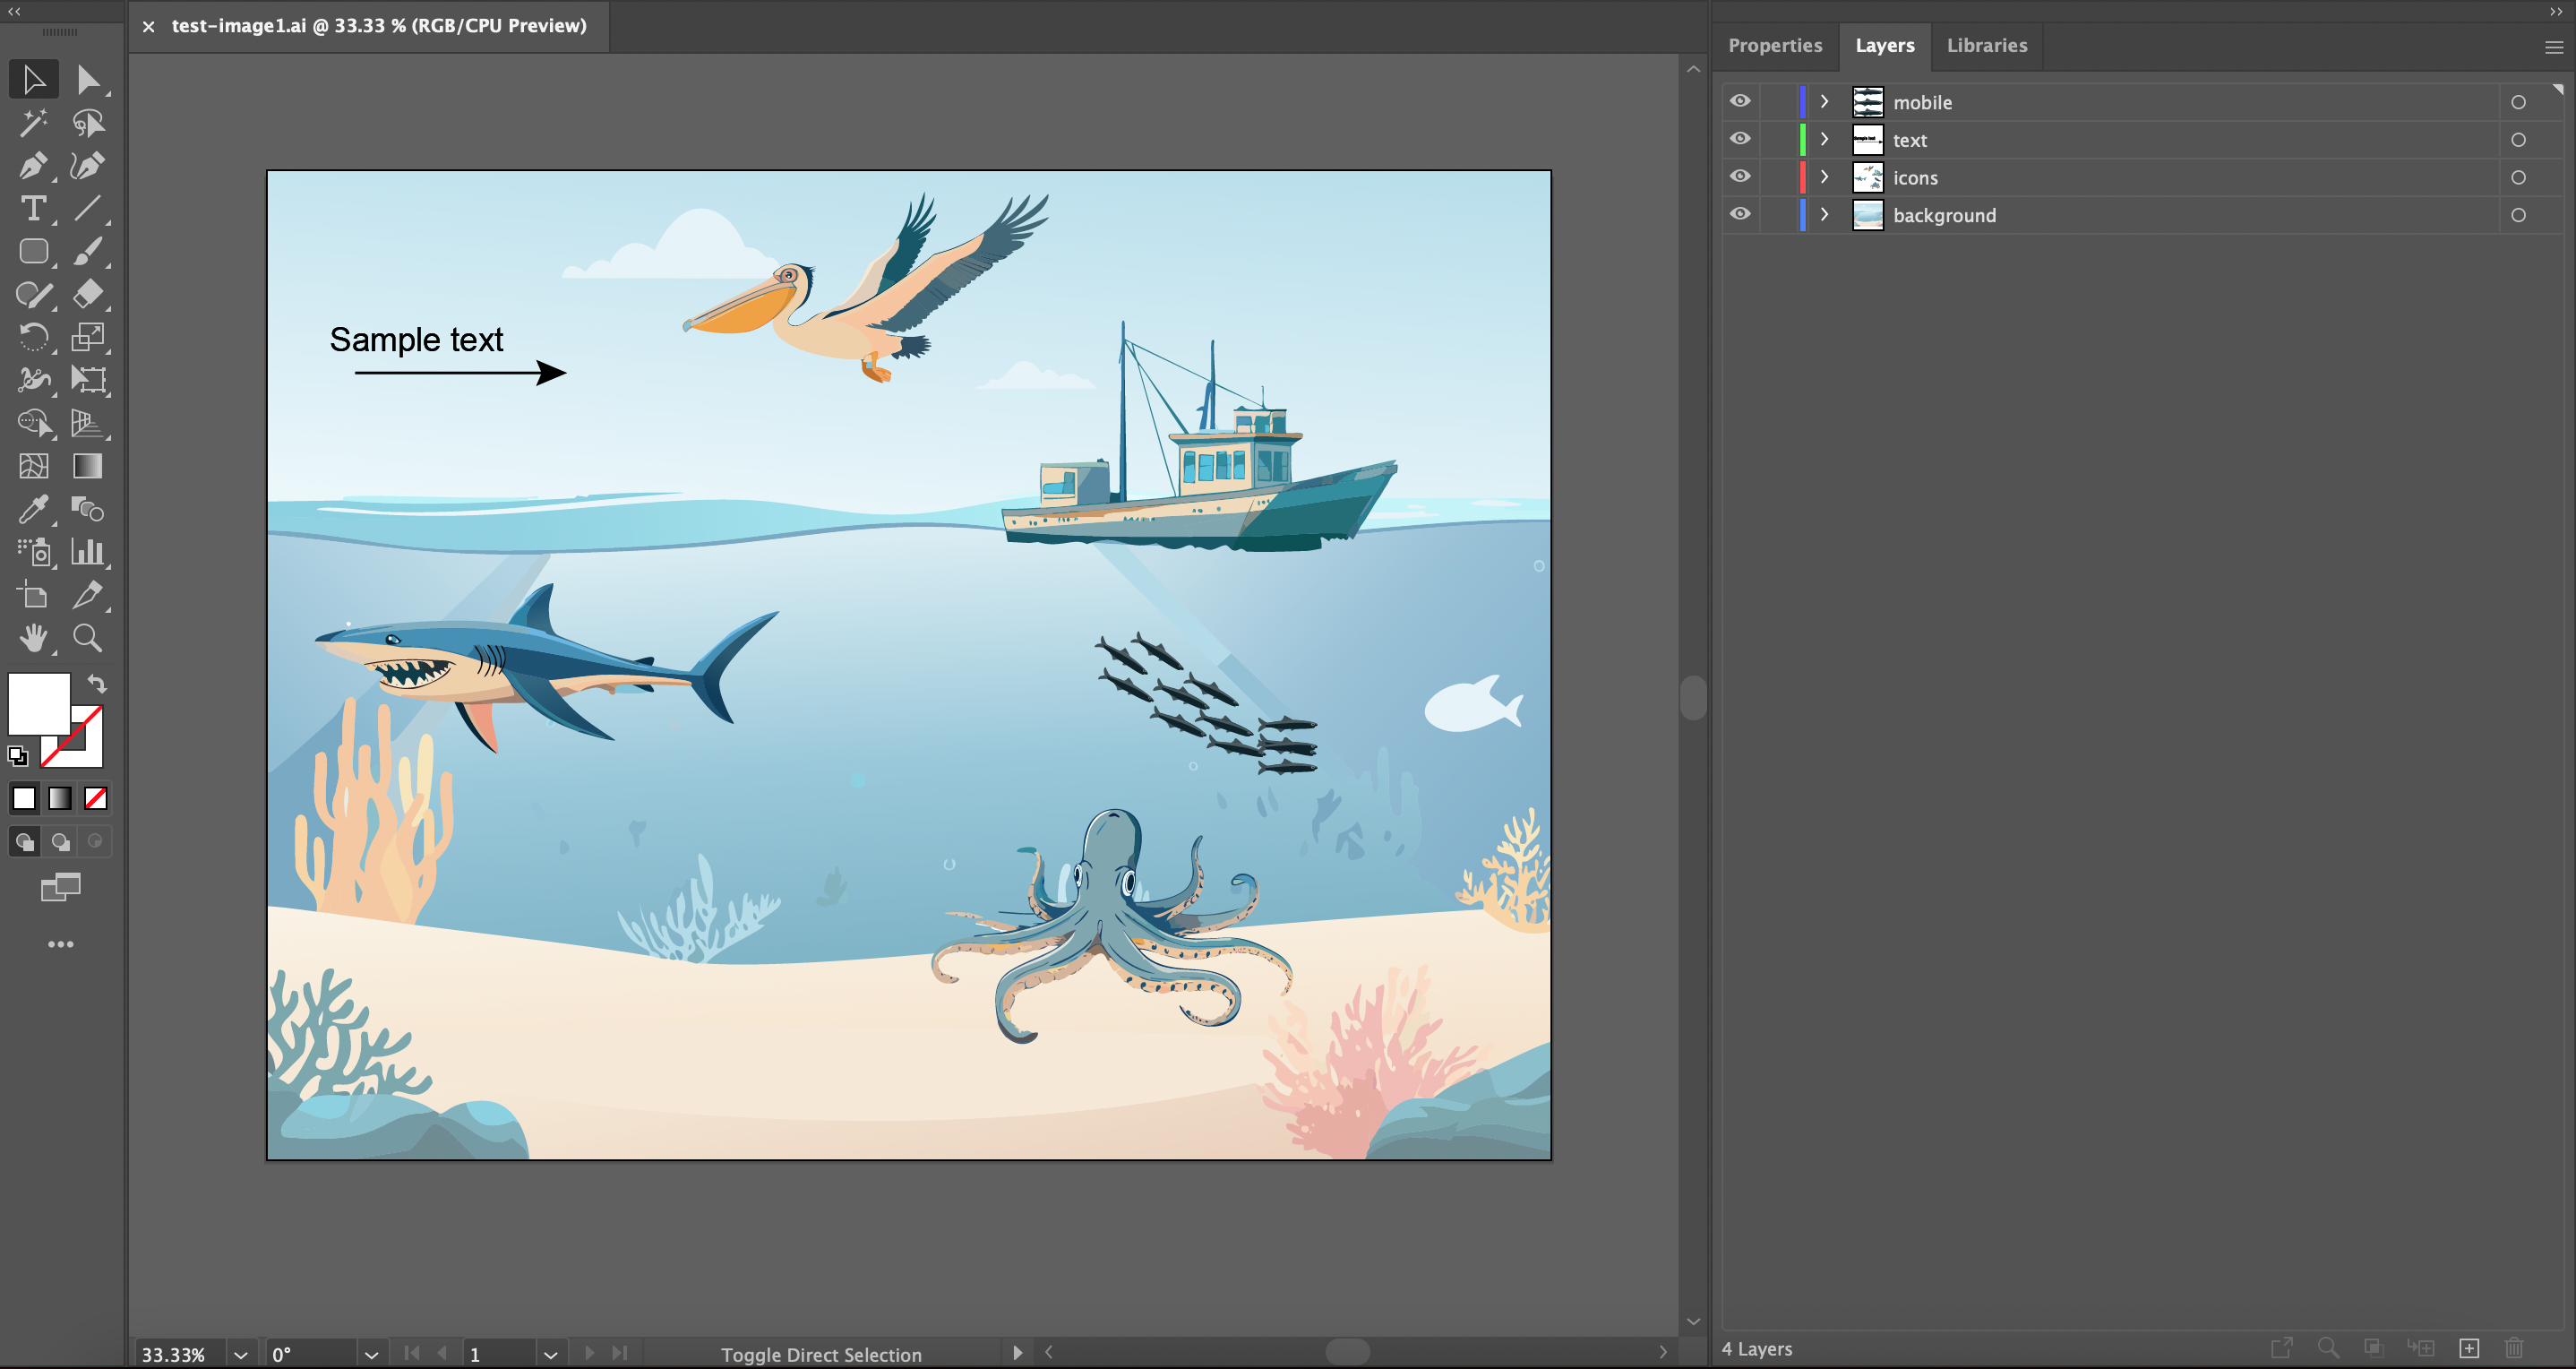 test-image1.ai @ 33.33 % (RGB/CPU Preview)
Properties
Layers
Libraries
mobile
text
icons
background
Sample text
33.33%
0°
1
Toggle Direct Selection
4 Layers